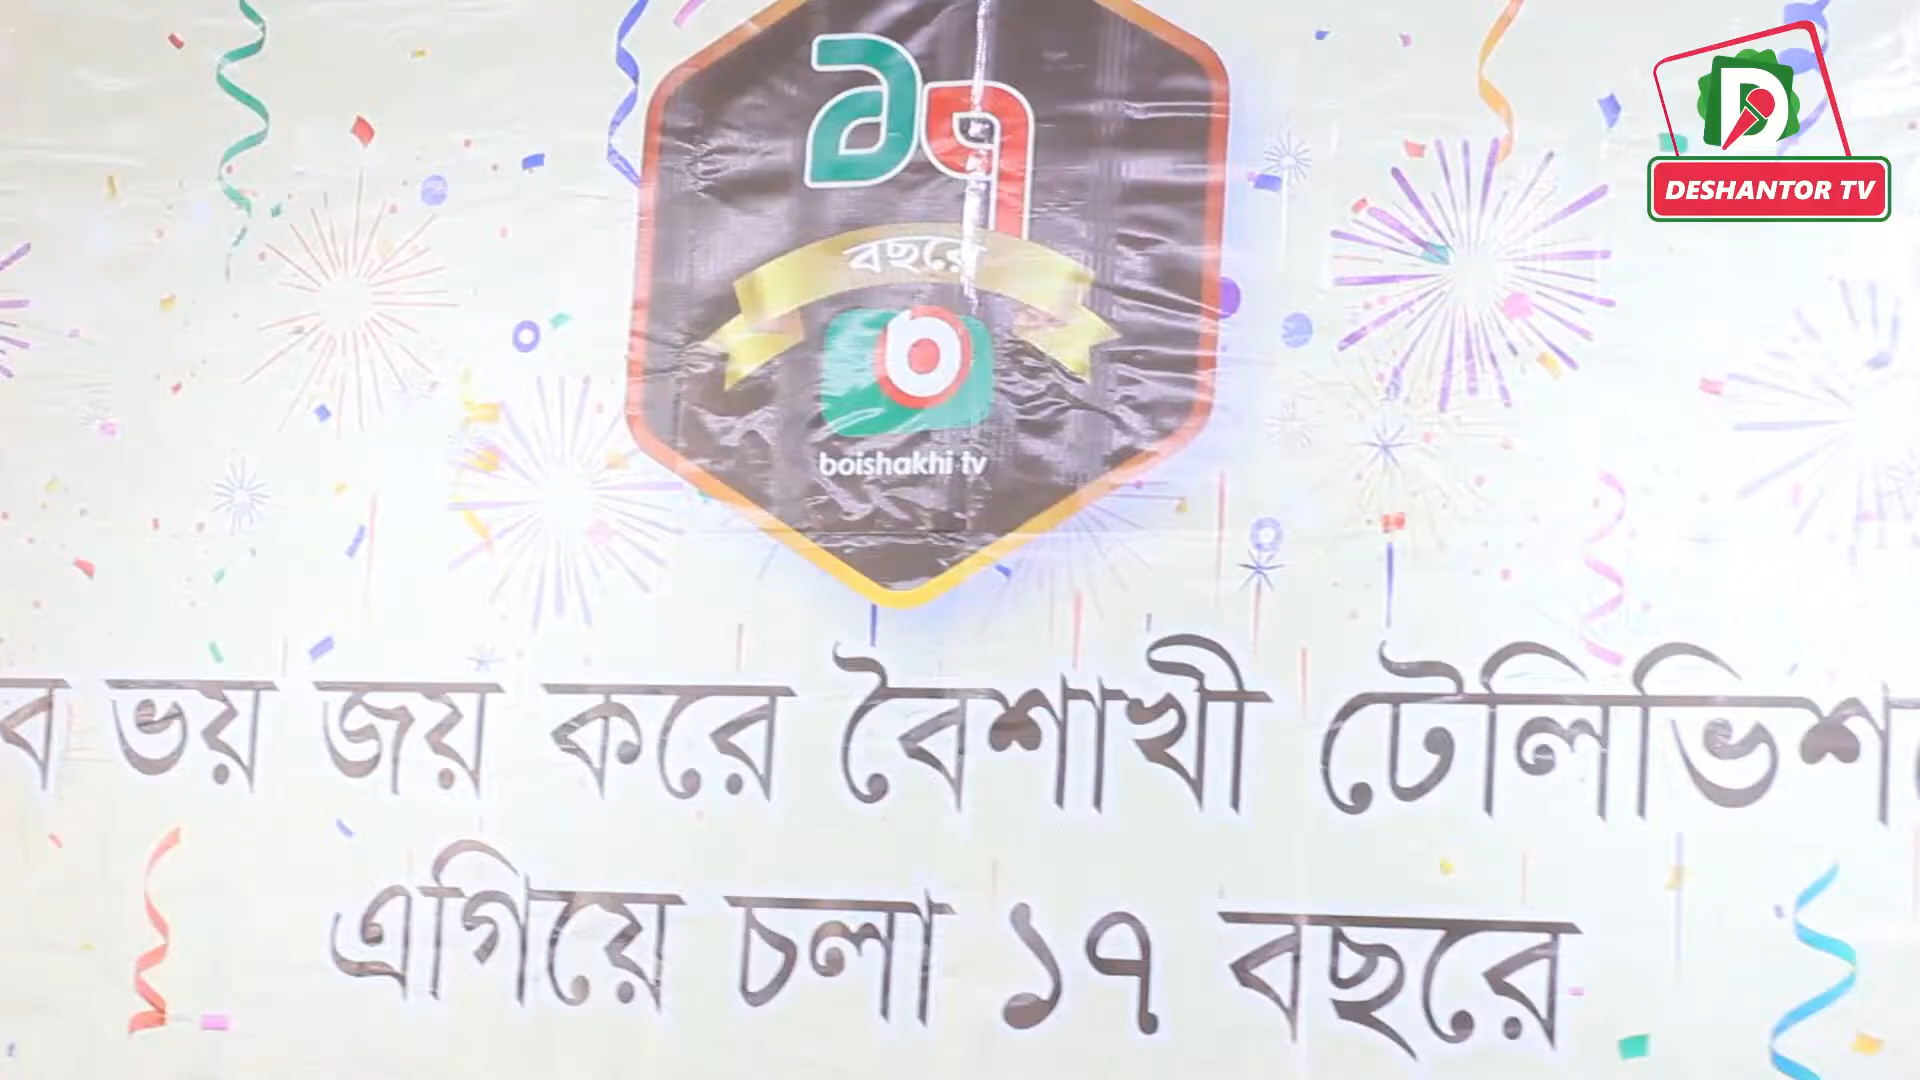 ১৭
বছরে
b
boishakhi tv
D
DESHANTOR TV
ভয় জয় করে বৈশাখী
এগিয়ে চলা ১৭ বছরে